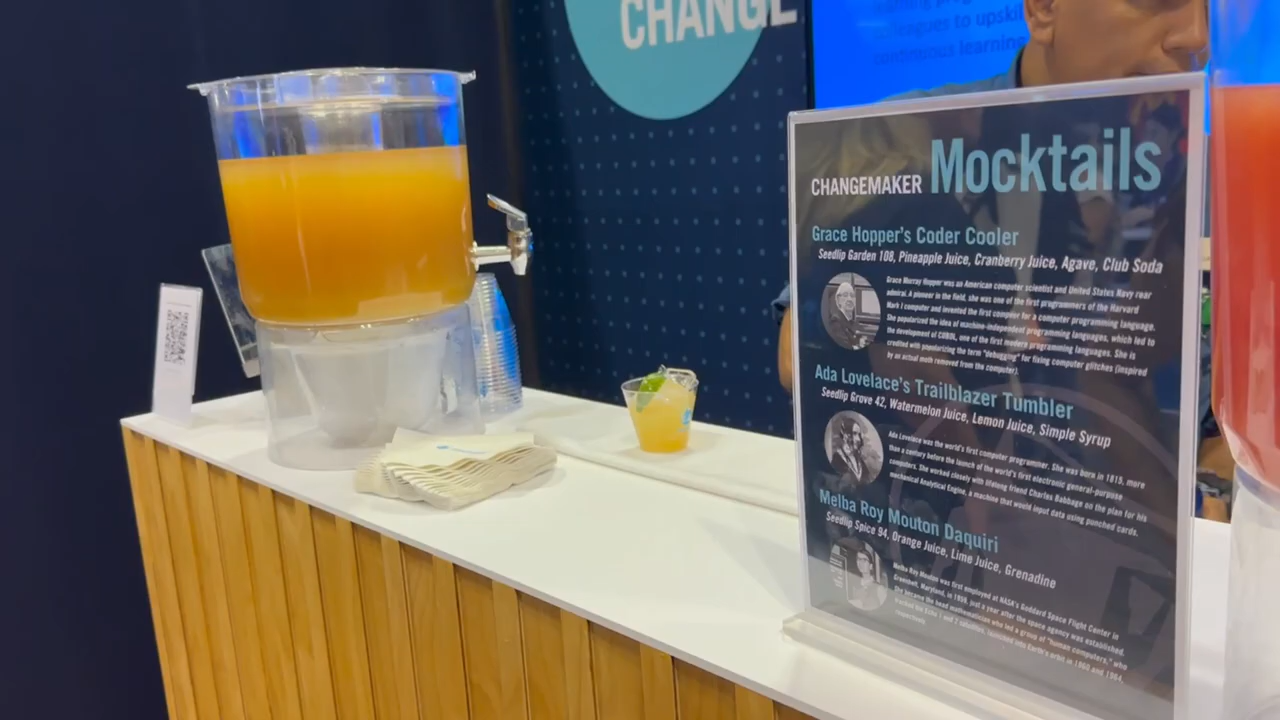 CHANGE
learning prog
colleagues to upskil
continuous learning
CHANGEMAKER Mocktails
Grace Hopper's Coder Cooler
Seedlip Garden 108, Pineapple Juice, Cranberry Juice, Agave, Club Soda
Grace Murray Hopper was an American computer scientist and United States Navy rear
admiral. A pioneer in the field, she was one of the first programmers of the Harvard
Mark I computer and invented the first compiler for a computer programming language.
She popularized the idea of machine-independent programming languages, which led to
the development of COBOL, one of the first modern programming languages. She is
credited with popularizing the term "debugging" for fixing computer glitches (inspired
by an actual moth removed from the computer).
Ada Lovelace's Trailblazer Tumbler
Seedlip Grove 42, Watermelon Juice, Lemon Juice, Simple Syrup
Ada Lovelace was the world's first computer programmer. She was born in 1815, more
than a century before the launch of the world's first electronic general-purpose
computers. She worked closely with lifelong friend Charles Babbage on the plan for his
mechanical Analytical Engine, a machine that would input data using punched cards.
Melba Roy Mouton Daquiri
Seedlip Spice 94, Orange Juice, Lime Juice, Grenadine
Melba Roy Mouton was first employed at NASA's Goddard Space Flight Center in
Greenbelt, Maryland, in 1959, just a year after the space agency was established.
She became the head mathematician who led a group of "human computers," who
tracked the Echo 1 and 2 satellites, launched into Earth's orbit in 1960 and 1964,
respectively.